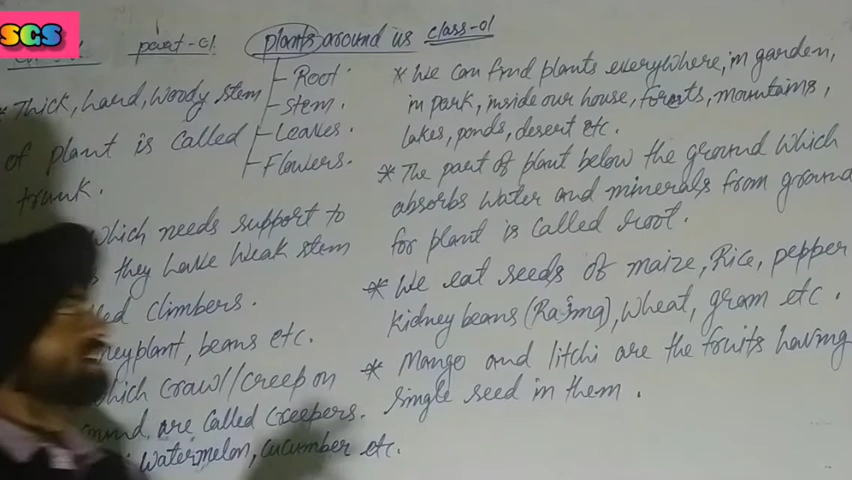 SGS
part-01
plants around us class-01
Root
Stem.
Leaves.
Flowers.
* Thick, hard, woody stem
of plant is called
trunk.
which needs support to
they have weak stem
climbers.
plant, beans etc.
which crawl/creep on
are called creepers.
watermelon, cucumber etc.
* We can find plants everywhere, in garden,
in park, inside our house, forests, mountains,
lakes, ponds, desert etc.
* The part of plant below the ground which
absorbs water and minerals from ground
for plant is called root.
* We eat seeds of maize, Rice, pepper
Kidney beans (Rajma), wheat, gram etc.
* Mango and litchi are the fruits having
single seed in them.